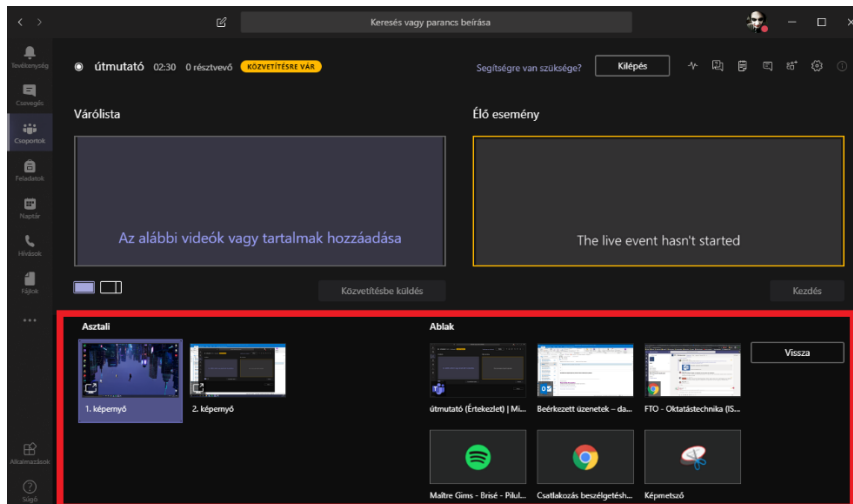 Keresés vagy parancs beírása
Tevékenység
útmutató 02:30 0 résztvevő KÖZVETÍTÉSRE VÁR
Segítségre van szüksége? Kilépés
Csevegés
Csoportok
Feladatok
Naptár
Hívások
Fájlok
Várólista
Élő esemény
Az alábbi videók vagy tartalmak hozzáadása
The live event hasn't started
Közvetítésbe küldés
Kezdés
Asztali
Ablak
Vissza
1. képernyő
2. képernyő
útmutató (Értekezlet) | Mi...
Beérkezett üzenetek – da...
FTO - Oktatástechnika (IS...
Maître Gims - Brisé - Pilul...
Csatlakozás beszélgetésh...
Képmetsző
Alkalmazások
Súgó